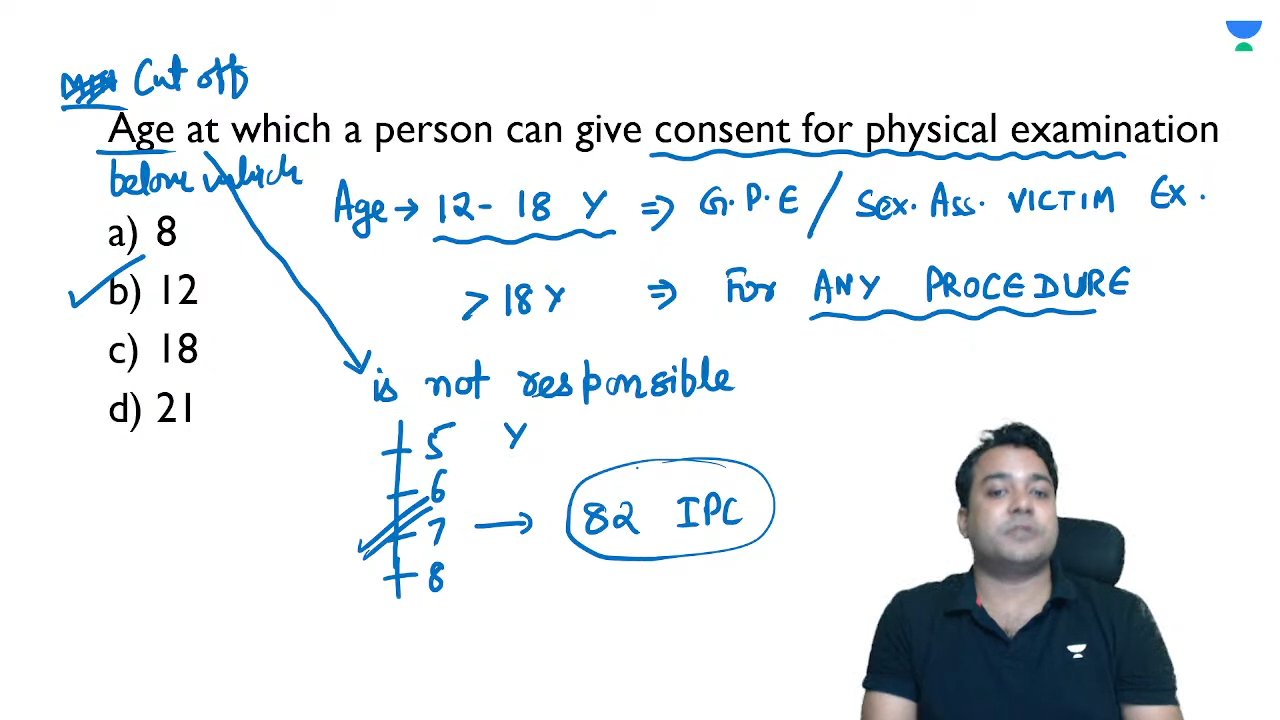 Cut off
Age at which a person can give consent for physical examination
below which
Age → 12 - 18 Y ⇒ G.P.E / Sex. Ass. VICTIM Ex.
a) 8
b) 12
> 18 Y ⇒ For ANY PROCEDURE
c) 18
is not responsible
d) 21
5 Y
6
7 → 82 IPC
8